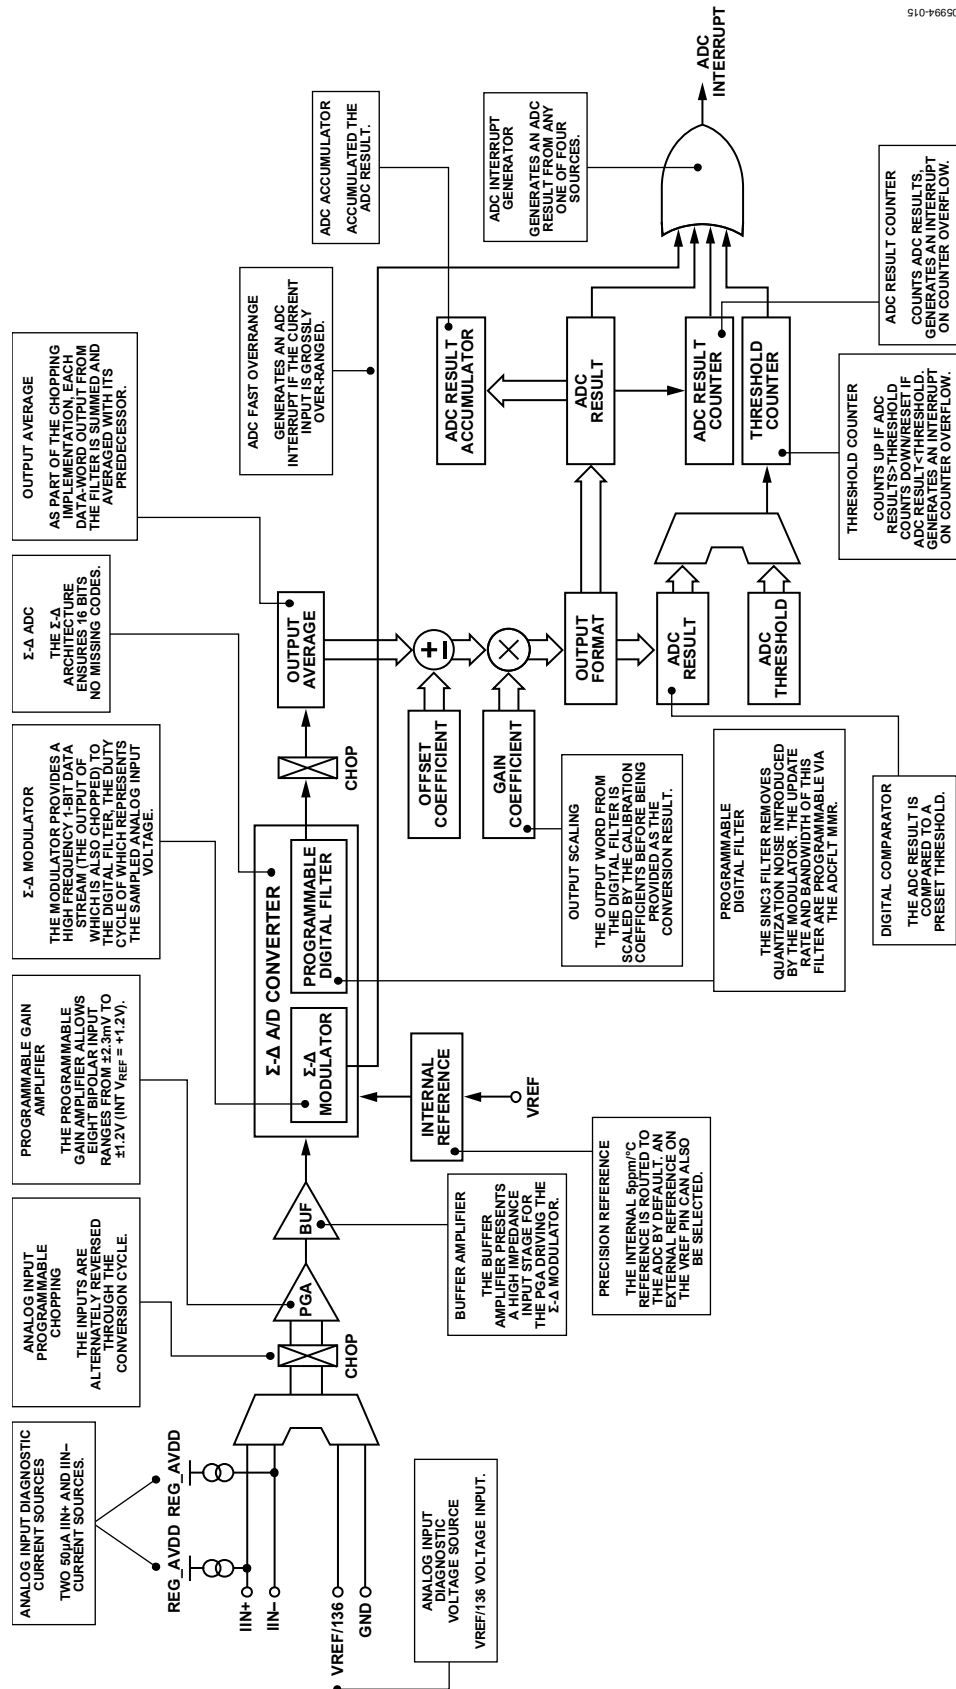 ANALOG INPUT DIAGNOSTIC
CURRENT SOURCES
TWO 50µA IIN+ AND IIN–
CURRENT SOURCES.
ANALOG INPUT
PROGRAMMABLE
CHOPPING
THE INPUTS ARE
ALTERNATELY REVERSED
THROUGH THE
CONVERSION CYCLE.
PROGRAMMABLE GAIN
AMPLIFIER
THE PROGRAMMABLE
GAIN AMPLIFIER ALLOWS
EIGHT BIPOLAR INPUT
RANGES FROM ±2.3mV TO
±1.2V (INT VREF = +1.2V).
Σ-Δ MODULATOR
THE MODULATOR PROVIDES A
HIGH FREQUENCY 1-BIT DATA
STREAM (THE OUTPUT OF
WHICH IS ALSO CHOPPED) TO
THE DIGITAL FILTER, THE DUTY
CYCLE OF WHICH REPRESENTS
THE SAMPLED ANALOG INPUT
VOLTAGE.
Σ-Δ ADC
THE Σ-Δ
ARCHITECTURE
ENSURES 16 BITS
NO MISSING CODES.
OUTPUT AVERAGE
AS PART OF THE CHOPPING
IMPLEMENTATION, EACH
DATA-WORD OUTPUT FROM
THE FILTER IS SUMMED AND
AVERAGED WITH ITS
PREDECESSOR.
ADC FAST OVERRANGE
GENERATES AN ADC
INTERRUPT IF THE CURRENT
INPUT IS GROSSLY
OVER-RANGED.
ADC ACCUMULATOR
ACCUMULATED THE
ADC RESULT.
ADC INTERRUPT
GENERATOR
GENERATES AN ADC
RESULT FROM ANY
ONE OF FOUR
SOURCES.
REG_AVDD
REG_AVDD
IIN+
IIN–
VREF/136
GND
CHOP
PGA
BUF
Σ-Δ A/D CONVERTER
Σ-Δ
MODULATOR
PROGRAMMABLE
DIGITAL FILTER
CHOP
OUTPUT
AVERAGE
INTERNAL
REFERENCE
VREF
OFFSET
COEFFICIENT
GAIN
COEFFICIENT
OUTPUT
FORMAT
ADC RESULT
ACCUMULATOR
ADC
RESULT
ADC RESULT
COUNTER
THRESHOLD
COUNTER
ADC
RESULT
ADC
THRESHOLD
ADC
INTERRUPT
ANALOG INPUT
DIAGNOSTIC
VOLTAGE SOURCE
VREF/136 VOLTAGE INPUT.
BUFFER AMPLIFIER
THE BUFFER
AMPLIFIER PRESENTS
A HIGH IMPEDANCE
INPUT STAGE FOR
THE PGA DRIVING THE
Σ-Δ MODULATOR.
PRECISION REFERENCE
THE INTERNAL 5ppm/°C
REFERENCE IS ROUTED TO
THE ADC BY DEFAULT. AN
EXTERNAL REFERENCE ON
THE VREF PIN CAN ALSO
BE SELECTED.
OUTPUT SCALING
THE OUTPUT WORD FROM
THE DIGITAL FILTER IS
SCALED BY THE CALIBRATION
COEFFICIENTS BEFORE BEING
PROVIDED AS THE
CONVERSION RESULT.
PROGRAMMABLE
DIGITAL FILTER
THE SINC3 FILTER REMOVES
QUANTIZATION NOISE INTRODUCED
BY THE MODULATOR. THE UPDATE
RATE AND BANDWIDTH OF THIS
FILTER ARE PROGRAMMABLE VIA
THE ADCFLT MMR.
DIGITAL COMPARATOR
THE ADC RESULT IS
COMPARED TO A
PRESET THRESHOLD.
THRESHOLD COUNTER
COUNTS UP IF ADC
RESULTS>THRESHOLD
COUNTS DOWN/RESET IF
ADC RESULT<THRESHOLD.
GENERATES AN INTERRUPT
ON COUNTER OVERFLOW.
ADC RESULT COUNTER
COUNTS ADC RESULTS,
GENERATES AN INTERRUPT
ON COUNTER OVERFLOW.
05994-015